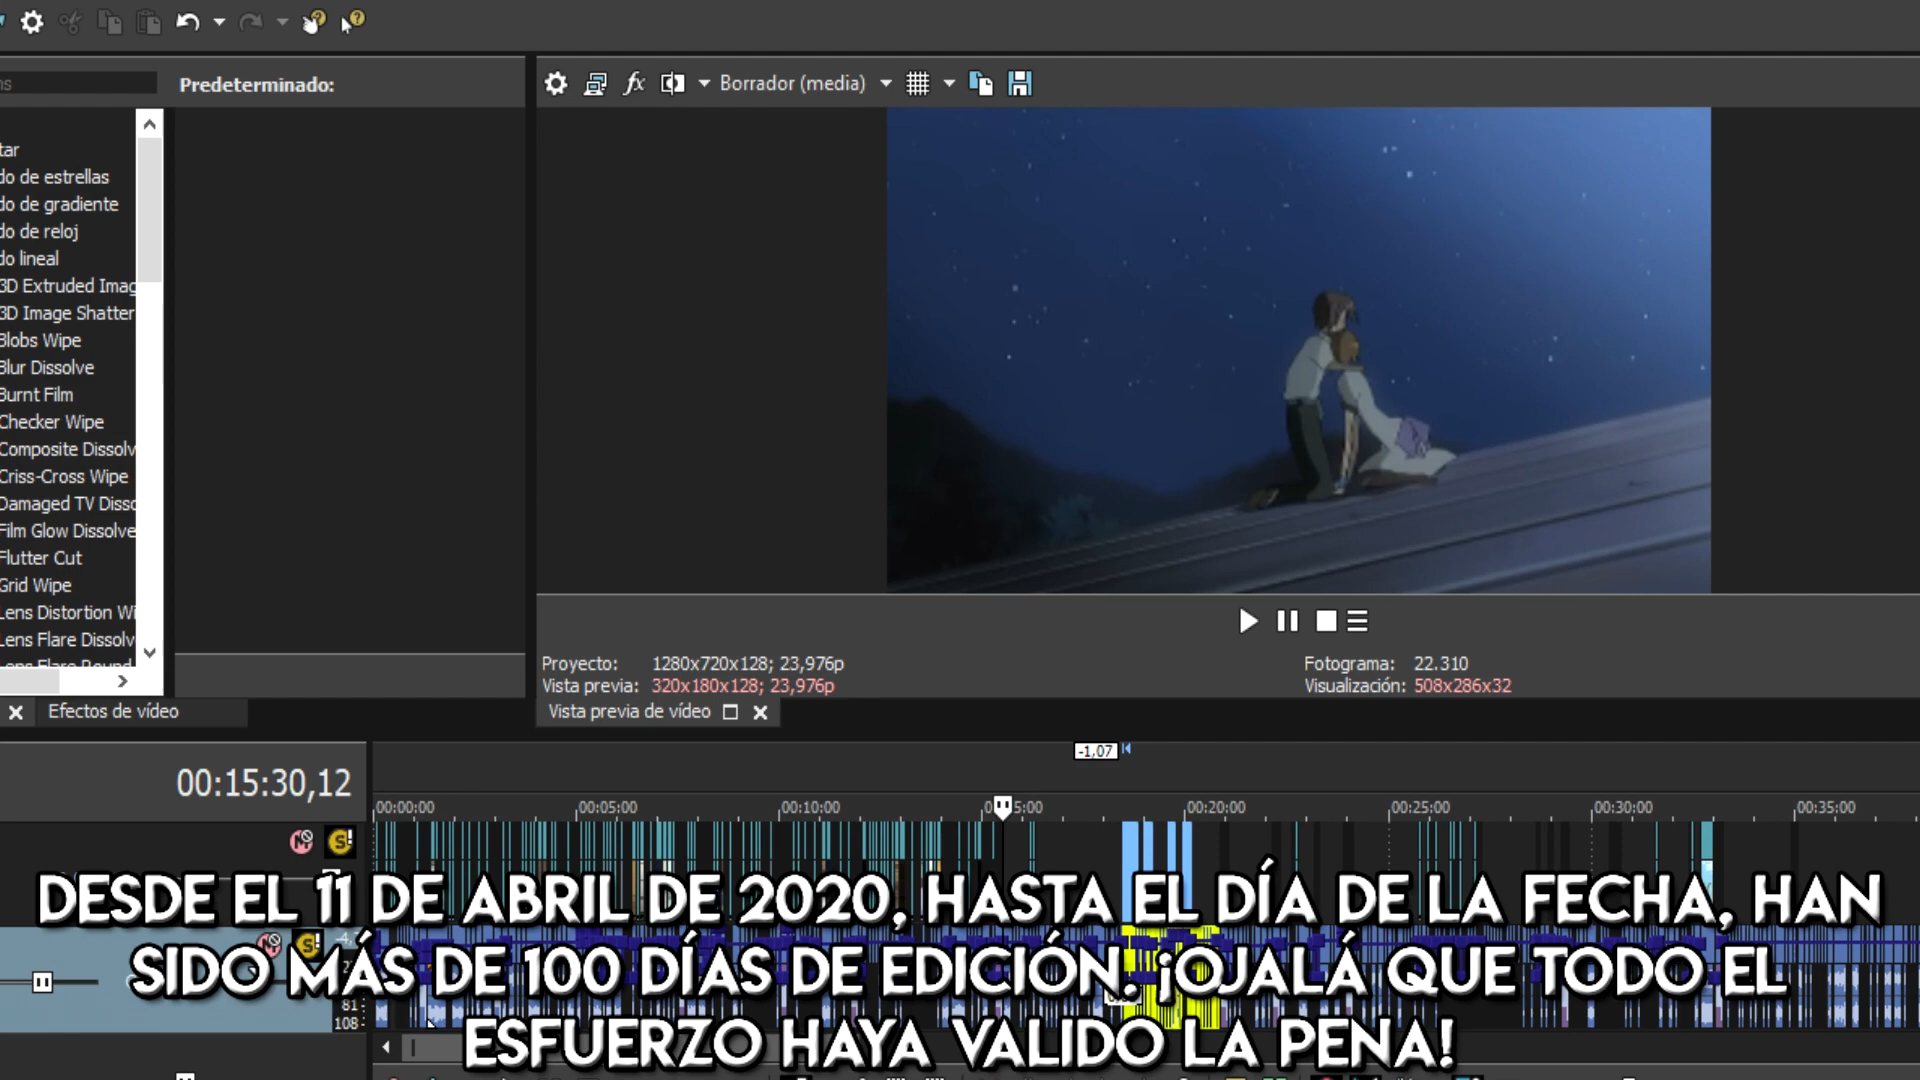 Predeterminado:
Borrador (media)
tar
do de estrellas
do de gradiente
do de reloj
do lineal
3D Extruded Imag
3D Image Shatter
Blobs Wipe
Blur Dissolve
Burnt Film
Checker Wipe
Composite Dissolv
Criss-Cross Wipe
Damaged TV Disso
Film Glow Dissolve
Flutter Cut
Grid Wipe
Lens Distortion Wi
Lens Flare Dissolv
Proyecto: 1280x720x128; 23,976p
Vista previa: 320x180x128; 23,976p
Fotograma: 22.310
Visualización: 508x286x32
Efectos de vídeo
Vista previa de vídeo
-1,07
00:15:30,12
00:00:00 00:05:00 00:10:00 00:20:00 00:25:00 00:30:00 00:35:00
DESDE EL 11 DE ABRIL DE 2020, HASTA EL DÍA DE LA FECHA, HAN
SIDO MÁS DE 100 DÍAS DE EDICIÓN. ¡OJALÁ QUE TODO EL
81
108
ESFUERZO HAYA VALIDO LA PENA!